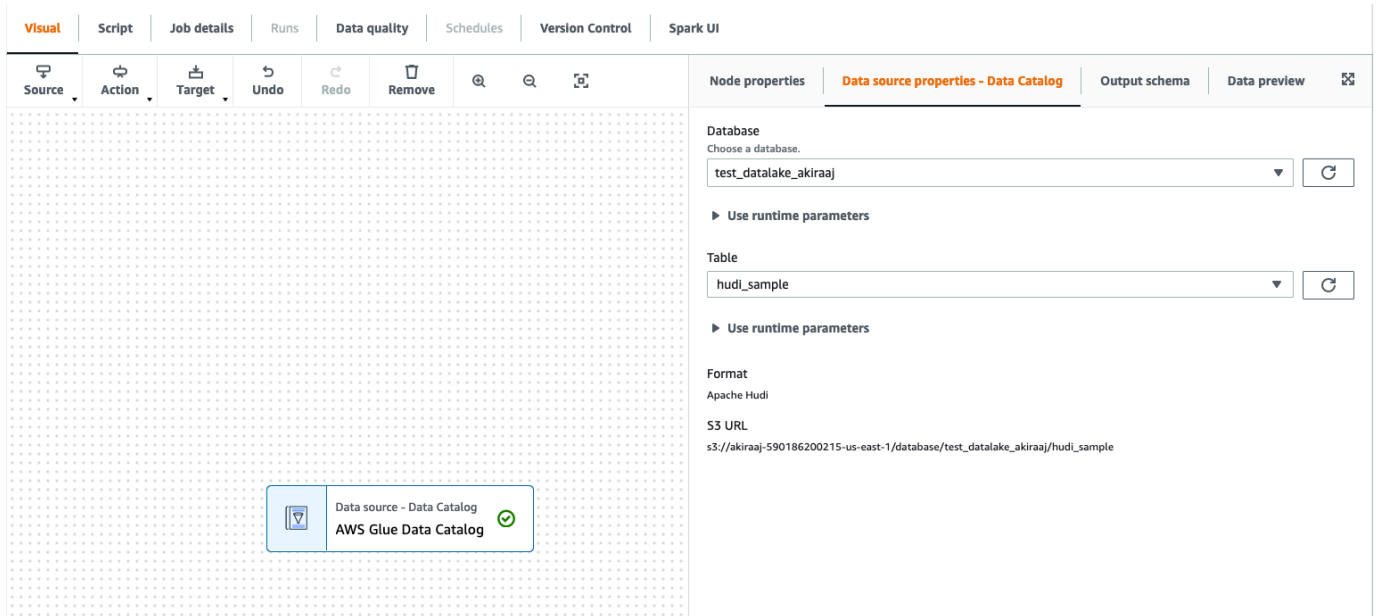 Visual Script Job details Runs Data quality Schedules Version Control Spark UI
Source Action Target Undo Redo Remove
Node properties Data source properties - Data Catalog Output schema Data preview
Database
Choose a database.
test_datalake_akiraaj
Use runtime parameters
Table
hudi_sample
Use runtime parameters
Format
Apache Hudi
S3 URL
s3://akiraaj-590186200215-us-east-1/database/test_datalake_akiraaj/hudi_sample
Data source - Data Catalog
AWS Glue Data Catalog